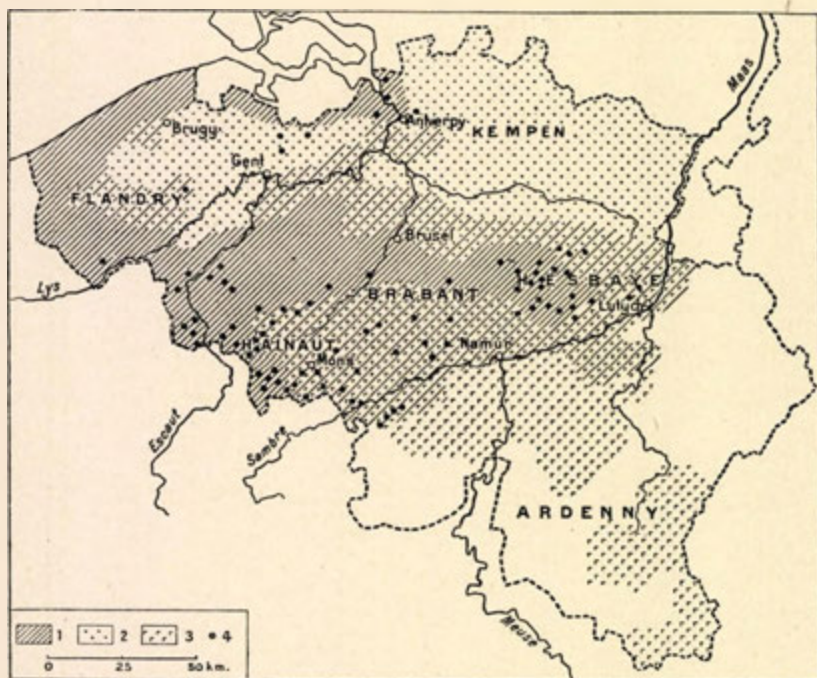 Maas
Brugy
Antverpy
KEMPEN
Gent
FLANDRY
Brusel
HESBAYE
Lutych
Lys
BRABANT
HAINAUT
Namur
Mons
Escaut
Sambre
ARDENNY
Meuse
1 2 3 4
0 25 50 km.